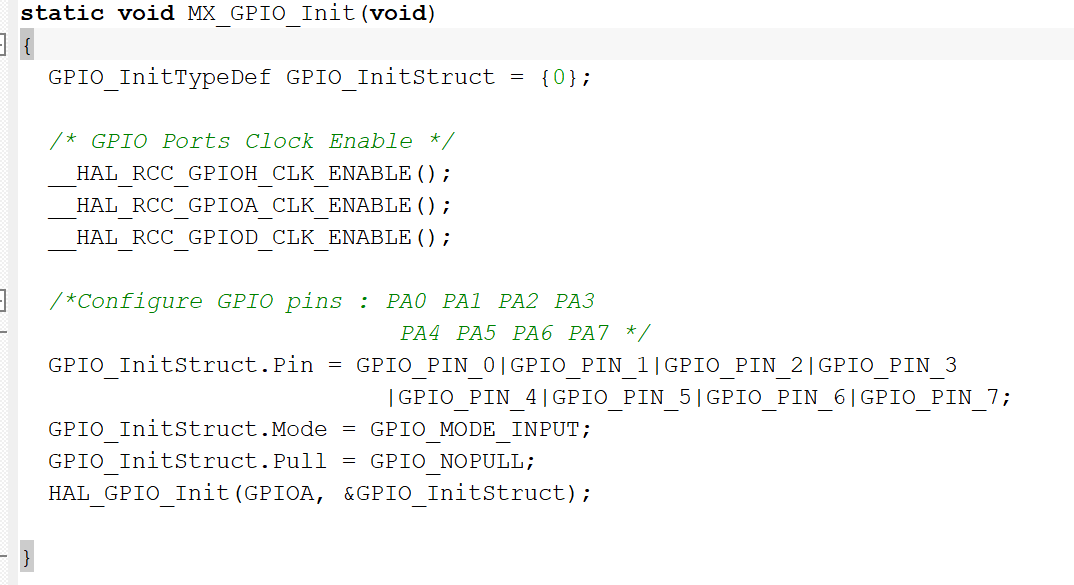 static void MX_GPIO_Init(void)
{
GPIO_InitTypeDef GPIO_InitStruct = {0};
/* GPIO Ports Clock Enable */
__HAL_RCC_GPIOH_CLK_ENABLE();
__HAL_RCC_GPIOA_CLK_ENABLE();
__HAL_RCC_GPIOD_CLK_ENABLE();
/*Configure GPIO pins : PA0 PA1 PA2 PA3
PA4 PA5 PA6 PA7 */
GPIO_InitStruct.Pin = GPIO_PIN_0|GPIO_PIN_1|GPIO_PIN_2|GPIO_PIN_3
|GPIO_PIN_4|GPIO_PIN_5|GPIO_PIN_6|GPIO_PIN_7;
GPIO_InitStruct.Mode = GPIO_MODE_INPUT;
GPIO_InitStruct.Pull = GPIO_NOPULL;
HAL_GPIO_Init(GPIOA, &GPIO_InitStruct);
}